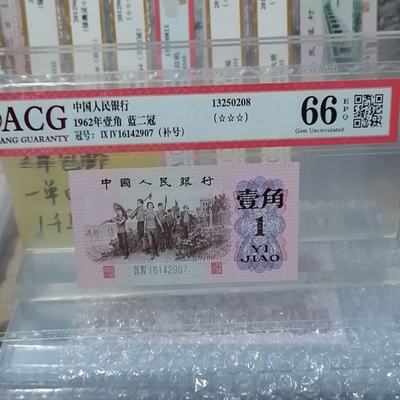 ACG
ANG GUARANTY
中国人民银行
1962年壹角 蓝二冠
冠号: IX IV 16142907 (补号)
13250208
(☆☆☆)
66
EPQ
Gem Uncirculated
中國人民銀行
壹角
1
YI
JIAO
IX IV 16142907